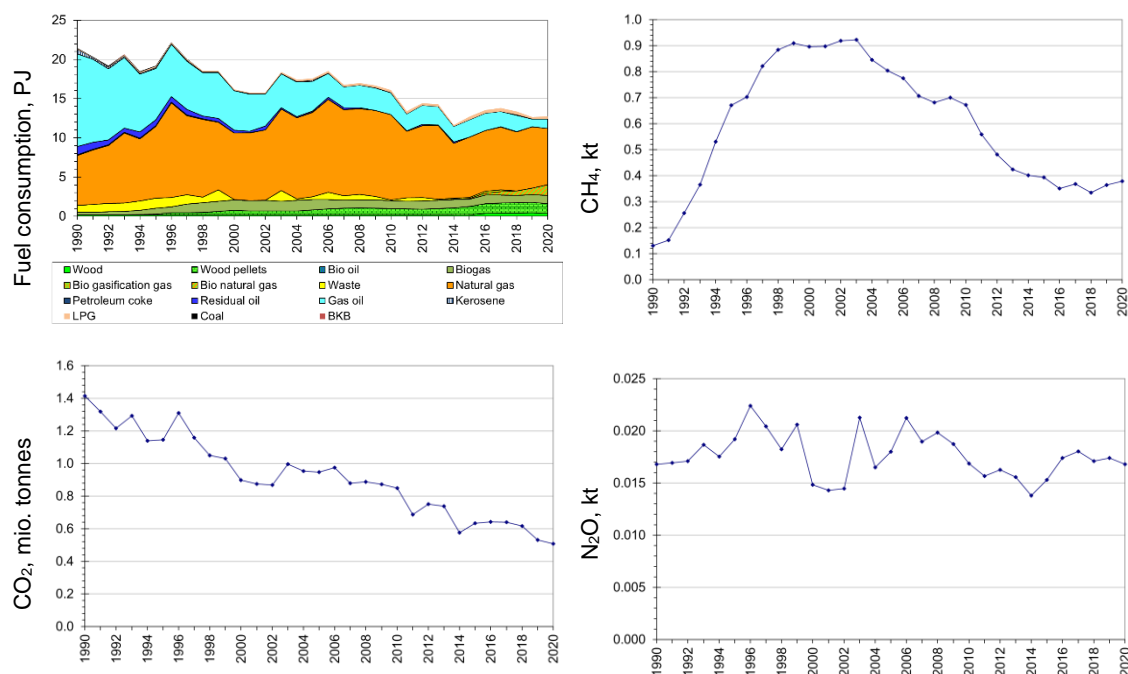 Fuel consumption, PJ
25
20
15
10
5
0
1990 1992 1994 1996 1998 2000 2002 2004 2006 2008 2010 2012 2014 2016 2018 2020
Wood Wood pellets Bio oil Biogas
Bio gasification gas Bio natural gas Waste Natural gas
Petroleum coke Residual oil Gas oil Kerosene
LPG Coal BKB
CH₄, kt
1.0
0.9
0.8
0.7
0.6
0.5
0.4
0.3
0.2
0.1
0.0
1990 1992 1994 1996 1998 2000 2002 2004 2006 2008 2010 2012 2014 2016 2018 2020
CO₂, mio. tonnes
1.6
1.4
1.2
1.0
0.8
0.6
0.4
0.2
0.0
1990 1992 1994 1996 1998 2000 2002 2004 2006 2008 2010 2012 2014 2016 2018 2020
N₂O, kt
0.025
0.020
0.015
0.010
0.005
0.000
1990 1992 1994 1996 1998 2000 2002 2004 2006 2008 2010 2012 2014 2016 2018 2020